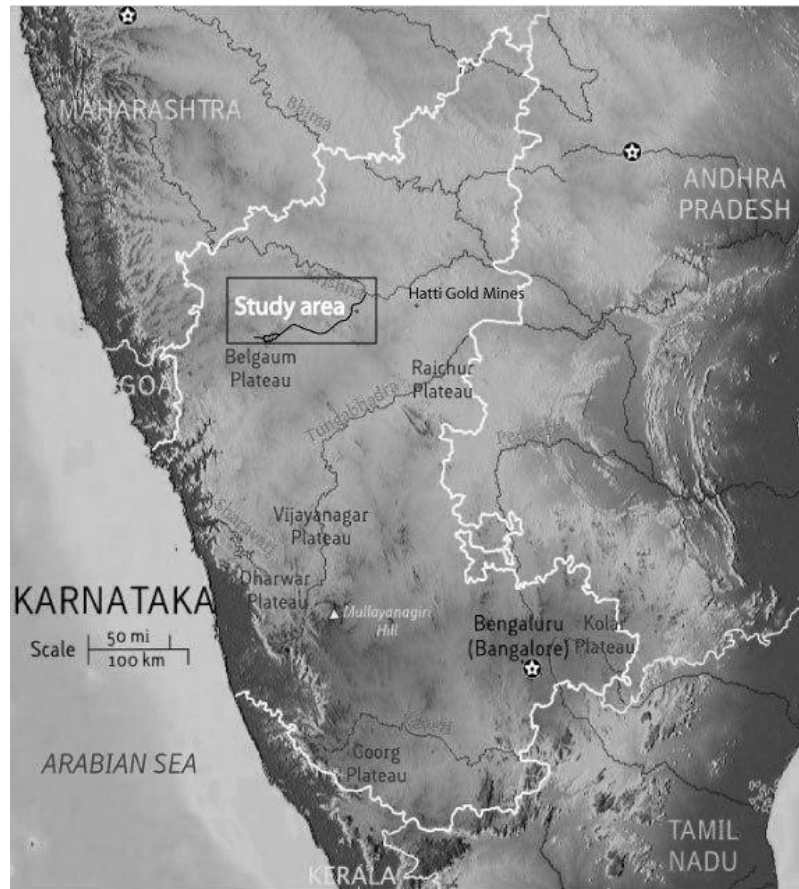 MAHARASHTRA
Bhima
ANDHRA
PRADESH
Krishna
Study area
Hatti Gold Mines
Belgaum
Plateau
Raichur
Plateau
GOA
Tungabhadra
Vijayanagar
Plateau
Sharavati
Dharwar
Plateau
KARNATAKA
Mullayanagiri
Hill
Scale
50 mi
100 km
Bengaluru
(Bangalore)
Kolar
Plateau
Kaveri
ARABIAN SEA
Coorg
Plateau
TAMIL
NADU
KERALA